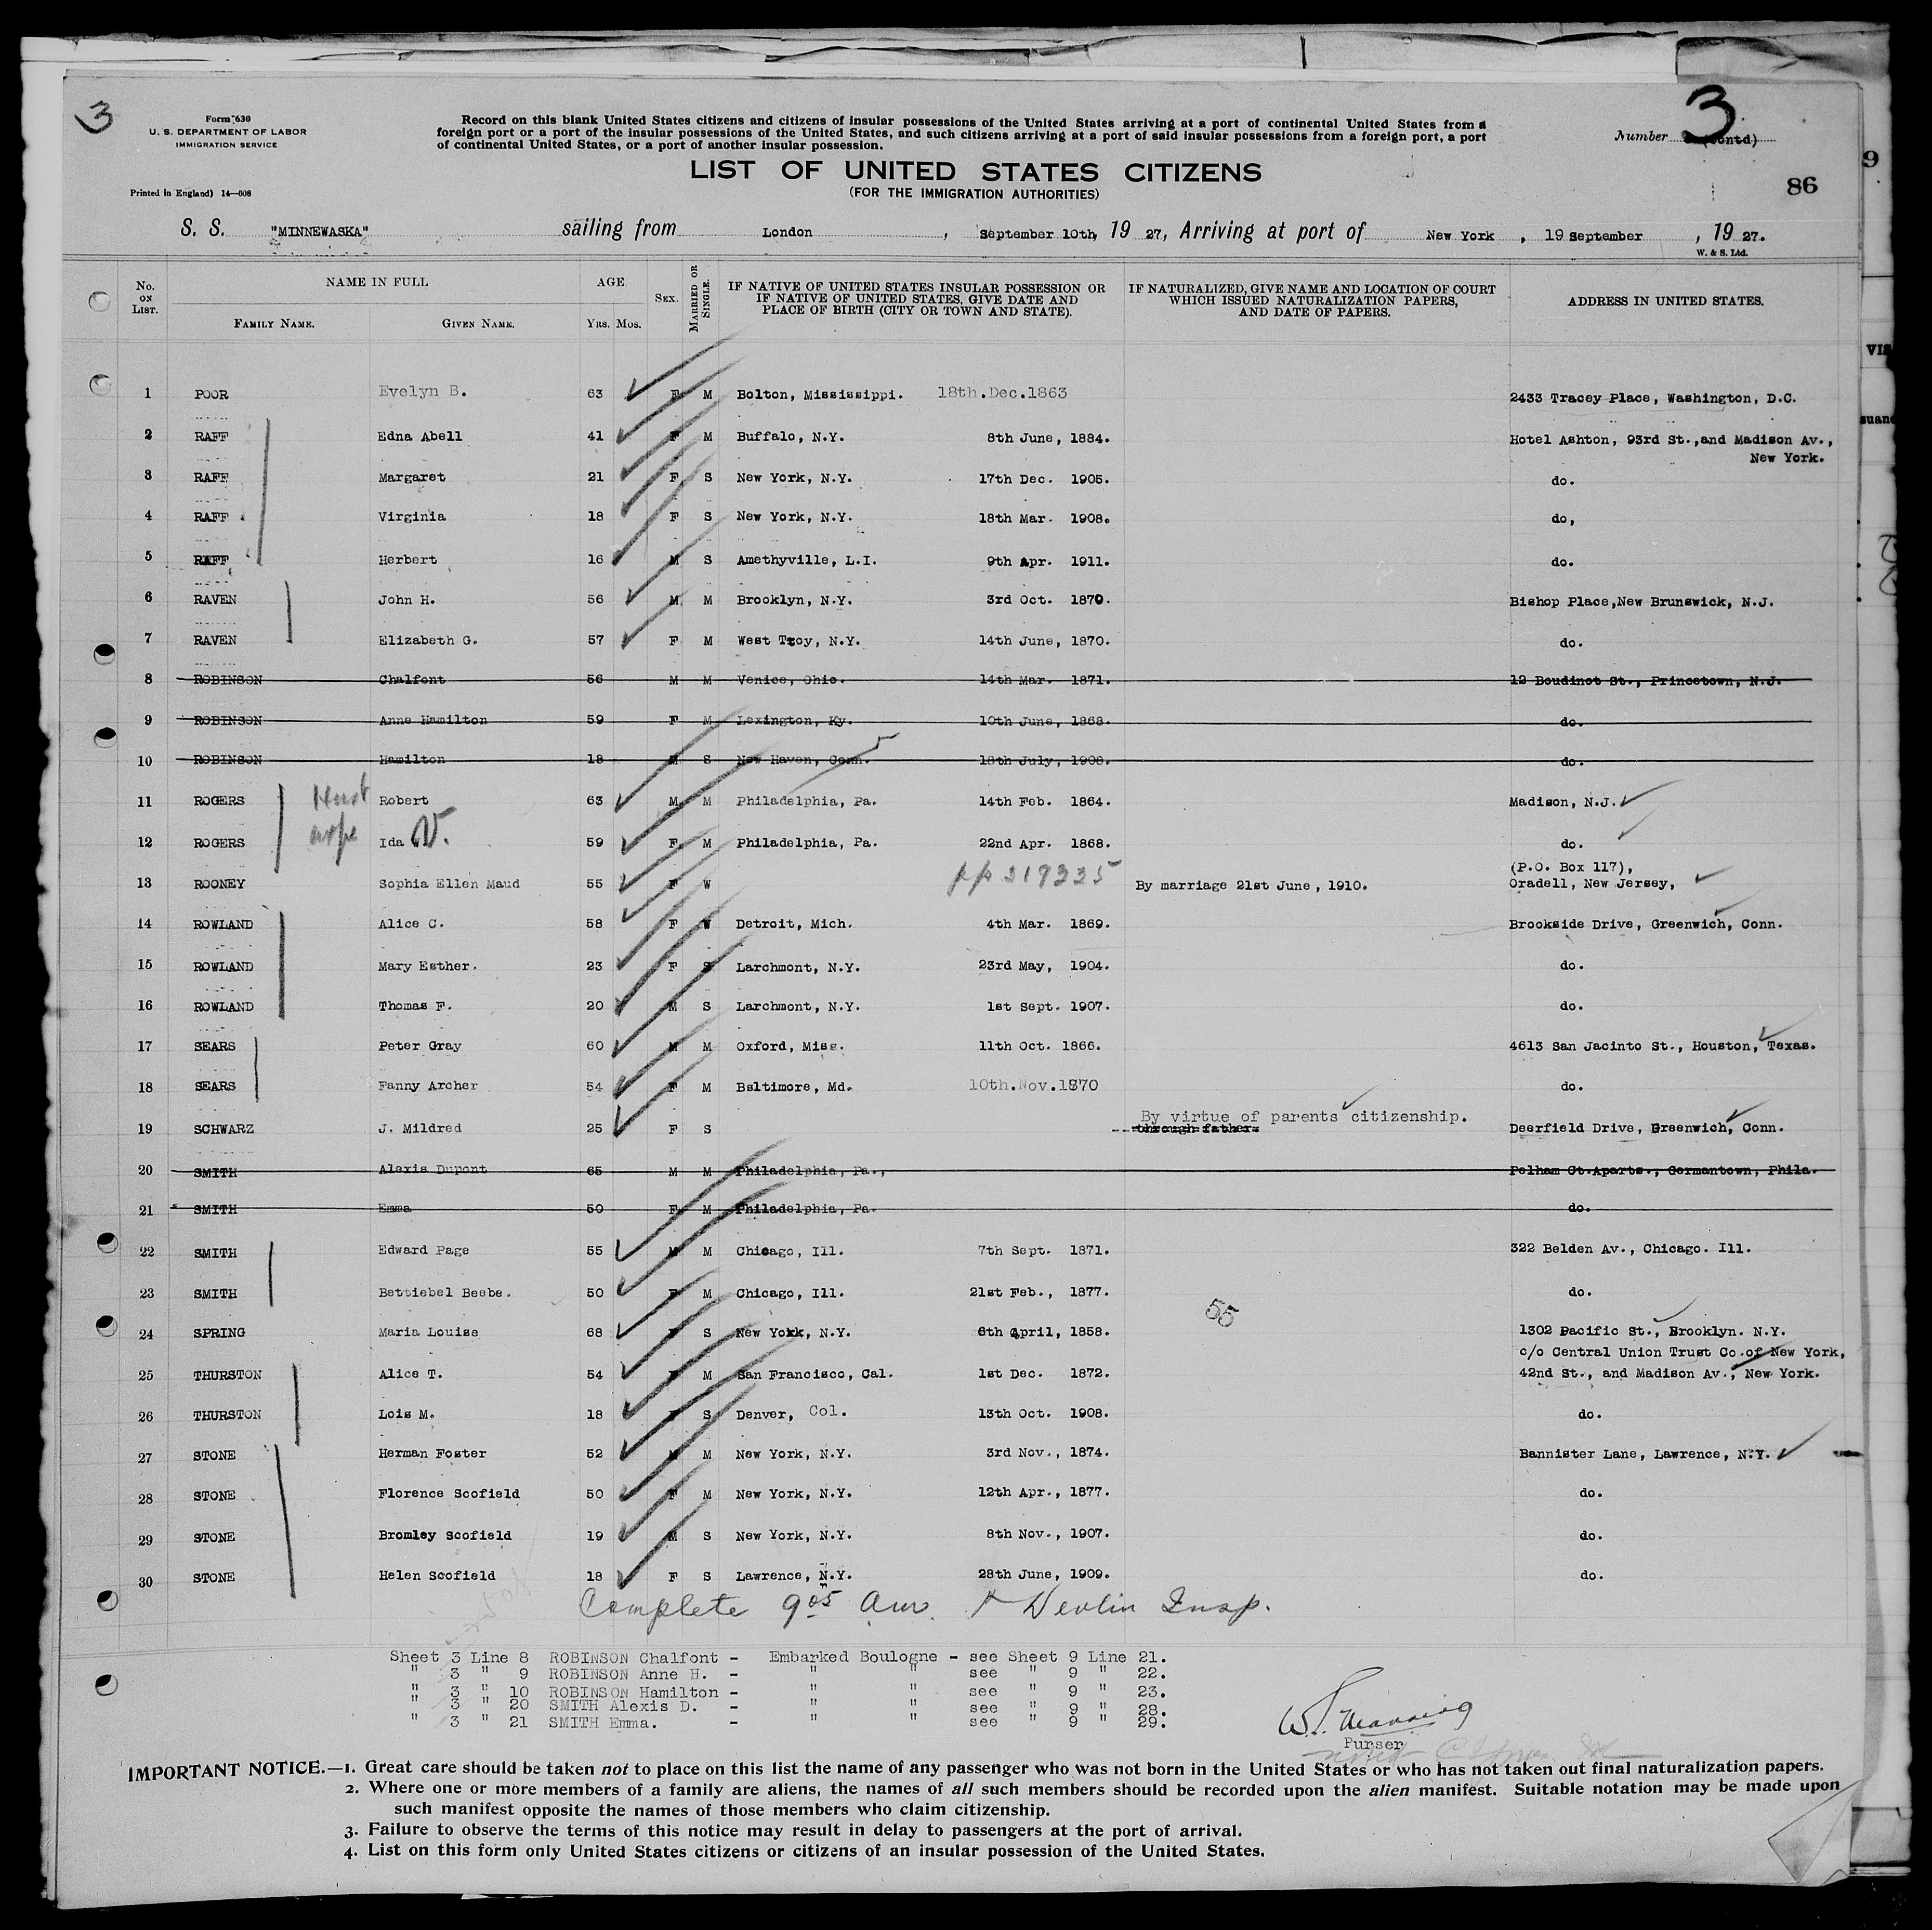 3
Form 630
U. S. DEPARTMENT OF LABOR
IMMIGRATION SERVICE
Printed in England) 14—608
Record on this blank United States citizens and citizens of insular possessions of the United States arriving at a port of continental United States from a
foreign port or a port of the insular possessions of the United States, and such citizens arriving at a port of said insular possessions from a foreign port, a port
of continental United States, or a port of another insular possession.
LIST OF UNITED STATES CITIZENS
(FOR THE IMMIGRATION AUTHORITIES)
Number 3 (contd)
86
9
S. S. "MINNEWASKA" sailing from London, September 10th, 19 27, Arriving at port of New York, 19 September, 19 27.
W. & S. Ltd.
No. ON LIST. NAME IN FULL FAMILY NAME. GIVEN NAME. AGE YRS. MOS. SEX. MARRIED OR SINGLE. IF NATIVE OF UNITED STATES INSULAR POSSESSION OR IF NATIVE OF UNITED STATES, GIVE DATE AND PLACE OF BIRTH (CITY OR TOWN AND STATE). IF NATURALIZED, GIVE NAME AND LOCATION OF COURT WHICH ISSUED NATURALIZATION PAPERS, AND DATE OF PAPERS. ADDRESS IN UNITED STATES.
VIS
suanc
1 POOR Evelyn B. 63 F M Bolton, Mississippi. 18th.Dec.1863 2433 Tracey Place, Washington, D.C.
2 RAFF Edna Abell 41 F M Buffalo, N.Y. 8th June, 1884. Hotel Ashton, 93rd St.,and Madison Av.,
New York.
3 RAFF Margaret 21 F S New York, N.Y. 17th Dec. 1905. do.
4 RAFF Virginia 18 F S New York, N.Y. 18th Mar. 1908. do,
5 RAFF Herbert 16 M S Amethyville, L.I. 9th Apr. 1911. do.
6 RAVEN John H. 56 M M Brooklyn, N.Y. 3rd Oct. 1870. Bishop Place,New Brunswick, N.J.
7 RAVEN Elizabeth G. 57 F M West Troy, N.Y. 14th June, 1870. do.
8 ROBINSON Chalfont 56 M M Venice, Ohio. 14th Mar. 1871. 12 Boudinot St., Princetown, N.J.
9 ROBINSON Anne Hamilton 59 F M Lexington, Ky. 10th June, 1868. do.
10 ROBINSON Hamilton 18 M S New Haven, Conn. 18th July, 1908. do.
11 ROGERS Robert 63 M M Philadelphia, Pa. 14th Feb. 1864. Madison, N.J.
12 ROGERS wife Ida V. 59 F M Philadelphia, Pa. 22nd Apr. 1868. do.
13 ROONEY Sophia Ellen Maud 55 F W pp 319335 By marriage 21st June, 1910. (P.O. Box 117),
Oradell, New Jersey,
14 ROWLAND Alice C. 58 F W Detroit, Mich. 4th Mar. 1869. Brookside Drive, Greenwich, Conn.
15 ROWLAND Mary Esther. 23 F S Larchmont, N.Y. 23rd May, 1904. do.
16 ROWLAND Thomas F. 20 M S Larchmont, N.Y. 1st Sept. 1907. do.
17 SEARS Peter Gray 60 M M Oxford, Miss. 11th Oct. 1866. 4613 San Jacinto St., Houston, Texas.
18 SEARS Fanny Archer 54 F M Baltimore, Md. 10th.Nov.1870 do.
19 SCHWARZ J. Mildred 25 F S By virtue of parents citizenship.
through father. Deerfield Drive, Greenwich, Conn.
20 SMITH Alexis Dupont 65 M M Philadelphia, Pa., Pelham Ct.Aparts., Germantown, Phila.
21 SMITH Emma 50 F M Philadelphia, Pa. do.
22 SMITH Edward Page 55 M M Chicago, Ill. 7th Sept. 1871. 322 Belden Av., Chicago. Ill.
23 SMITH Bettiebel Beebe. 50 F M Chicago, Ill. 21st Feb., 1877. do.
55
24 SPRING Maria Louise 68 F S New York, N.Y. 6th April, 1858. 1302 Pacific St., Brooklyn. N.Y.
c/o Central Union Trust Co.of New York,
25 THURSTON Alice T. 54 F M San Francisco, Cal. 1st Dec. 1872. 42nd St., and Madison Av., New York.
26 THURSTON Lois M. 18 F S Denver, Col. 13th Oct. 1908. do.
27 STONE Herman Foster 52 M M New York, N.Y. 3rd Nov., 1874. Bannister Lane, Lawrence, N.Y.
28 STONE Florence Scofield 50 F M New York, N.Y. 12th Apr., 1877. do.
29 STONE Bromley Scofield 19 M S New York, N.Y. 8th Nov., 1907. do.
30 STONE Helen Scofield 18 F S Lawrence, N.Y. 28th June, 1909. do.
Complete 9 05 Devlin Insp.
Sheet 3 Line 8 ROBINSON Chalfont - Embarked Boulogne - see Sheet 9 Line 21.
" 3 " 9 ROBINSON Anne H. - " " see " 9 " 22.
" 3 " 10 ROBINSON Hamilton - " " see " 9 " 23.
" 3 " 20 SMITH Alexis D. - " " see " 9 " 28.
" 3 " 21 SMITH Emma. - " " see " 9 " 29.
Manning
Purser
IMPORTANT NOTICE.—1. Great care should be taken not to place on this list the name of any passenger who was not born in the United States or who has not taken out final naturalization papers.
2. Where one or more members of a family are aliens, the names of all such members should be recorded upon the alien manifest. Suitable notation may be made upon
such manifest opposite the names of those members who claim citizenship.
3. Failure to observe the terms of this notice may result in delay to passengers at the port of arrival.
4. List on this form only United States citizens or citizens of an insular possession of the United States.